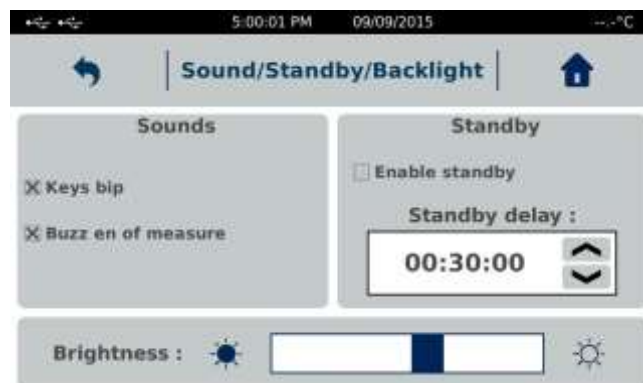 5:00:01 PM 09/09/2015 --.-°C
Sound/Standby/Backlight
Sounds
Keys bip
Buzz en of measure
Standby
Enable standby
Standby delay :
00:30:00
Brightness :